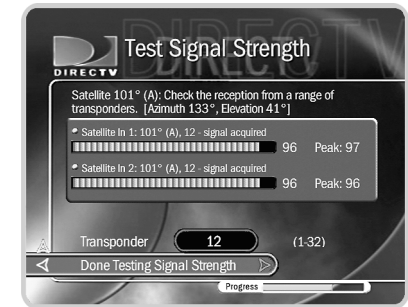 DIRECTV
Test Signal Strength
DIRECTV
Satellite 101° (A): Check the reception from a range of
transponders. [Azimuth 133°, Elevation 41°]
Satellite In 1: 101° (A), 12 - signal acquired
96 Peak: 97
Satellite In 2: 101° (A), 12 - signal acquired
96 Peak: 96
Transponder 12 (1-32)
Done Testing Signal Strength
Progress